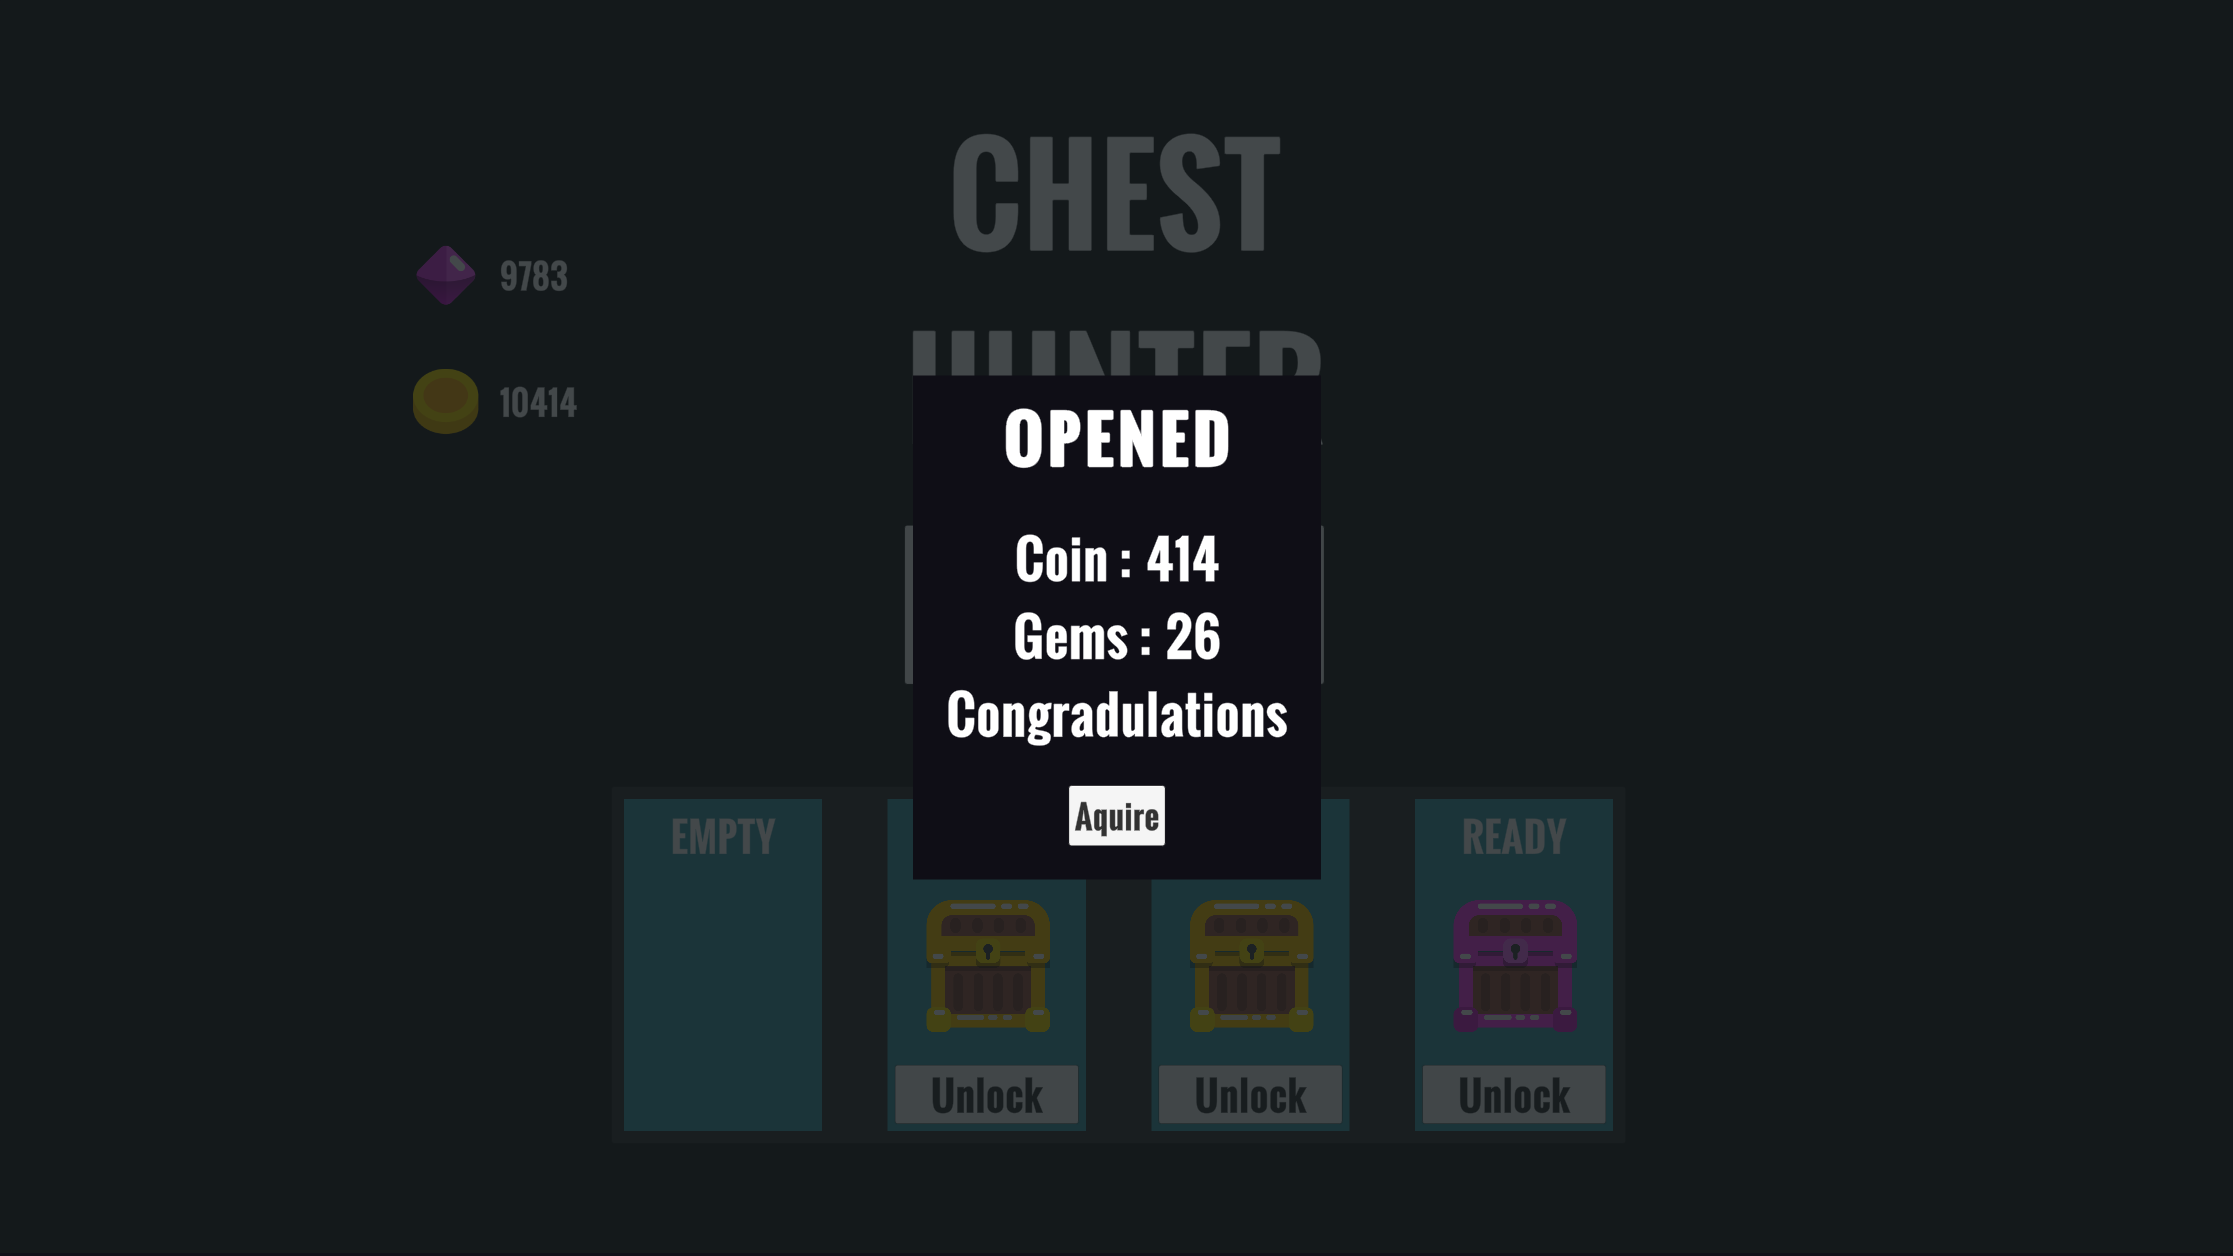 CHEST
HUNTER
9783
10414
OPENED
Coin : 414
Gems : 26
Congradulations
Aquire
EMPTY
READY
Unlock
Unlock
Unlock